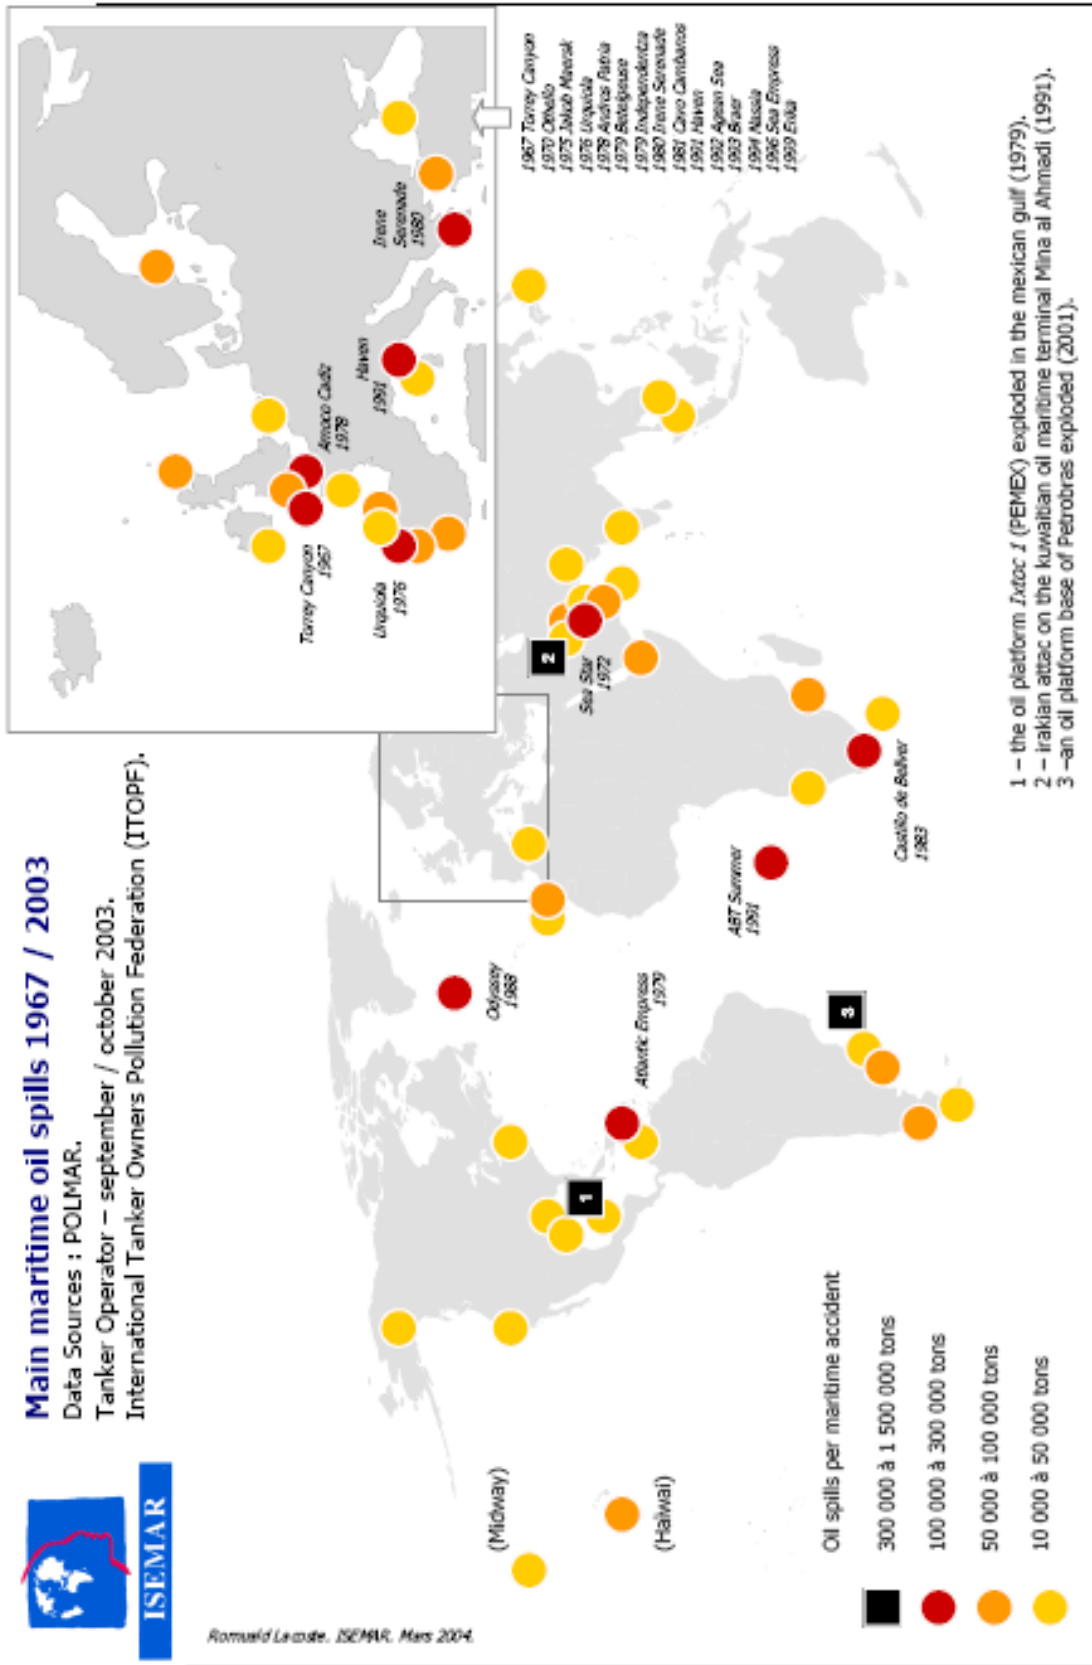 Main maritime oil spills 1967 / 2003
Data Sources : POLMAR.
Tanker Operator – september / october 2003.
International Tanker Owners Pollution Federation (ITOPF).
ISEMAR
Torrey Canyon
1967
Amoco Cadiz
1978
Urquiola
1976
Haven
1991
Irene
Serenade
1980
1967 Torrey Canyon
1970 Othello
1975 Jakob Maersk
1976 Urquiola
1978 Andros Patria
1979 Betelgeuse
1979 Independentza
1980 Irene Serenade
1981 Cavo Cambanos
1991 Haven
1992 Agean Sea
1993 Braer
1994 Nassia
1996 Sea Empress
1999 Erika
Odyssey
1988
Atlantic Empress
1979
ABT Summer
1991
Sea Star
1972
Castillo de Bellver
1983
1
2
3
(Midway)
(Haïwai)
Oil spills per maritime accident
300 000 à 1 500 000 tons
100 000 à 300 000 tons
50 000 à 100 000 tons
10 000 à 50 000 tons
1 – the oil platform Ixtoc 1 (PEMEX) exploded in the mexican gulf (1979).
2 – irakian attac on the kuwaitian oil maritime terminal Mina al Ahmadi (1991).
3 –an oil platform base of Petrobras exploded (2001).
Romuald Lacoste. ISEMAR. Mars 2004.